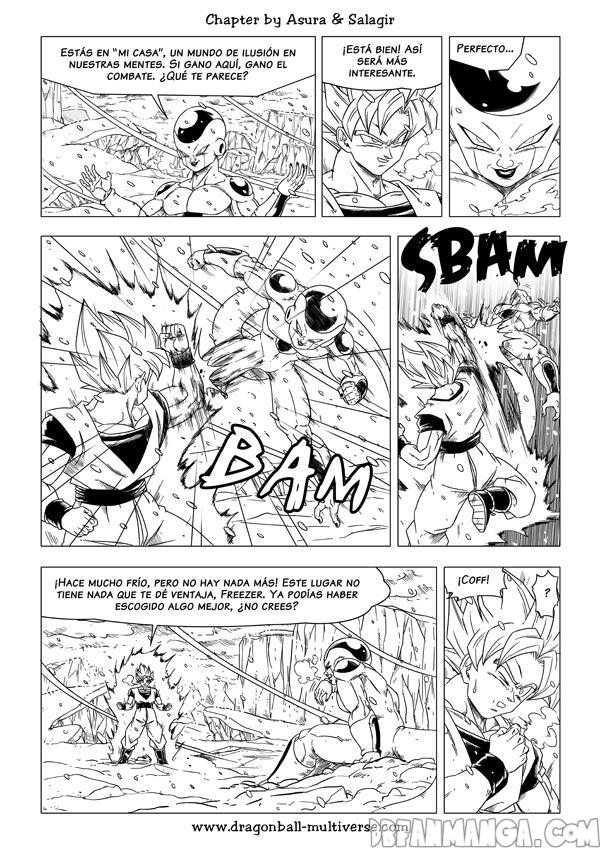 Chapter by Asura & Salagir
ESTÁS EN "MI CASA", UN MUNDO DE ILUSIÓN EN
NUESTRAS MENTES. SI GANO AQUÍ, GANO EL
COMBATE. ¿QUÉ TE PARECE?
¡ESTÁ BIEN! ASÍ
SERÁ MÁS
INTERESANTE.
PERFECTO...
BAM
SBAM
¡HACE MUCHO FRÍO, PERO NO HAY NADA MÁS! ESTE LUGAR NO
TIENE NADA QUE TE DÉ VENTAJA, FREEZER. YA PODÍAS HABER
ESCOGIDO ALGO MEJOR, ¿NO CREES?
¡COFF!
?
www.dragonball-multiverse.com
DBFANMANGA.COM